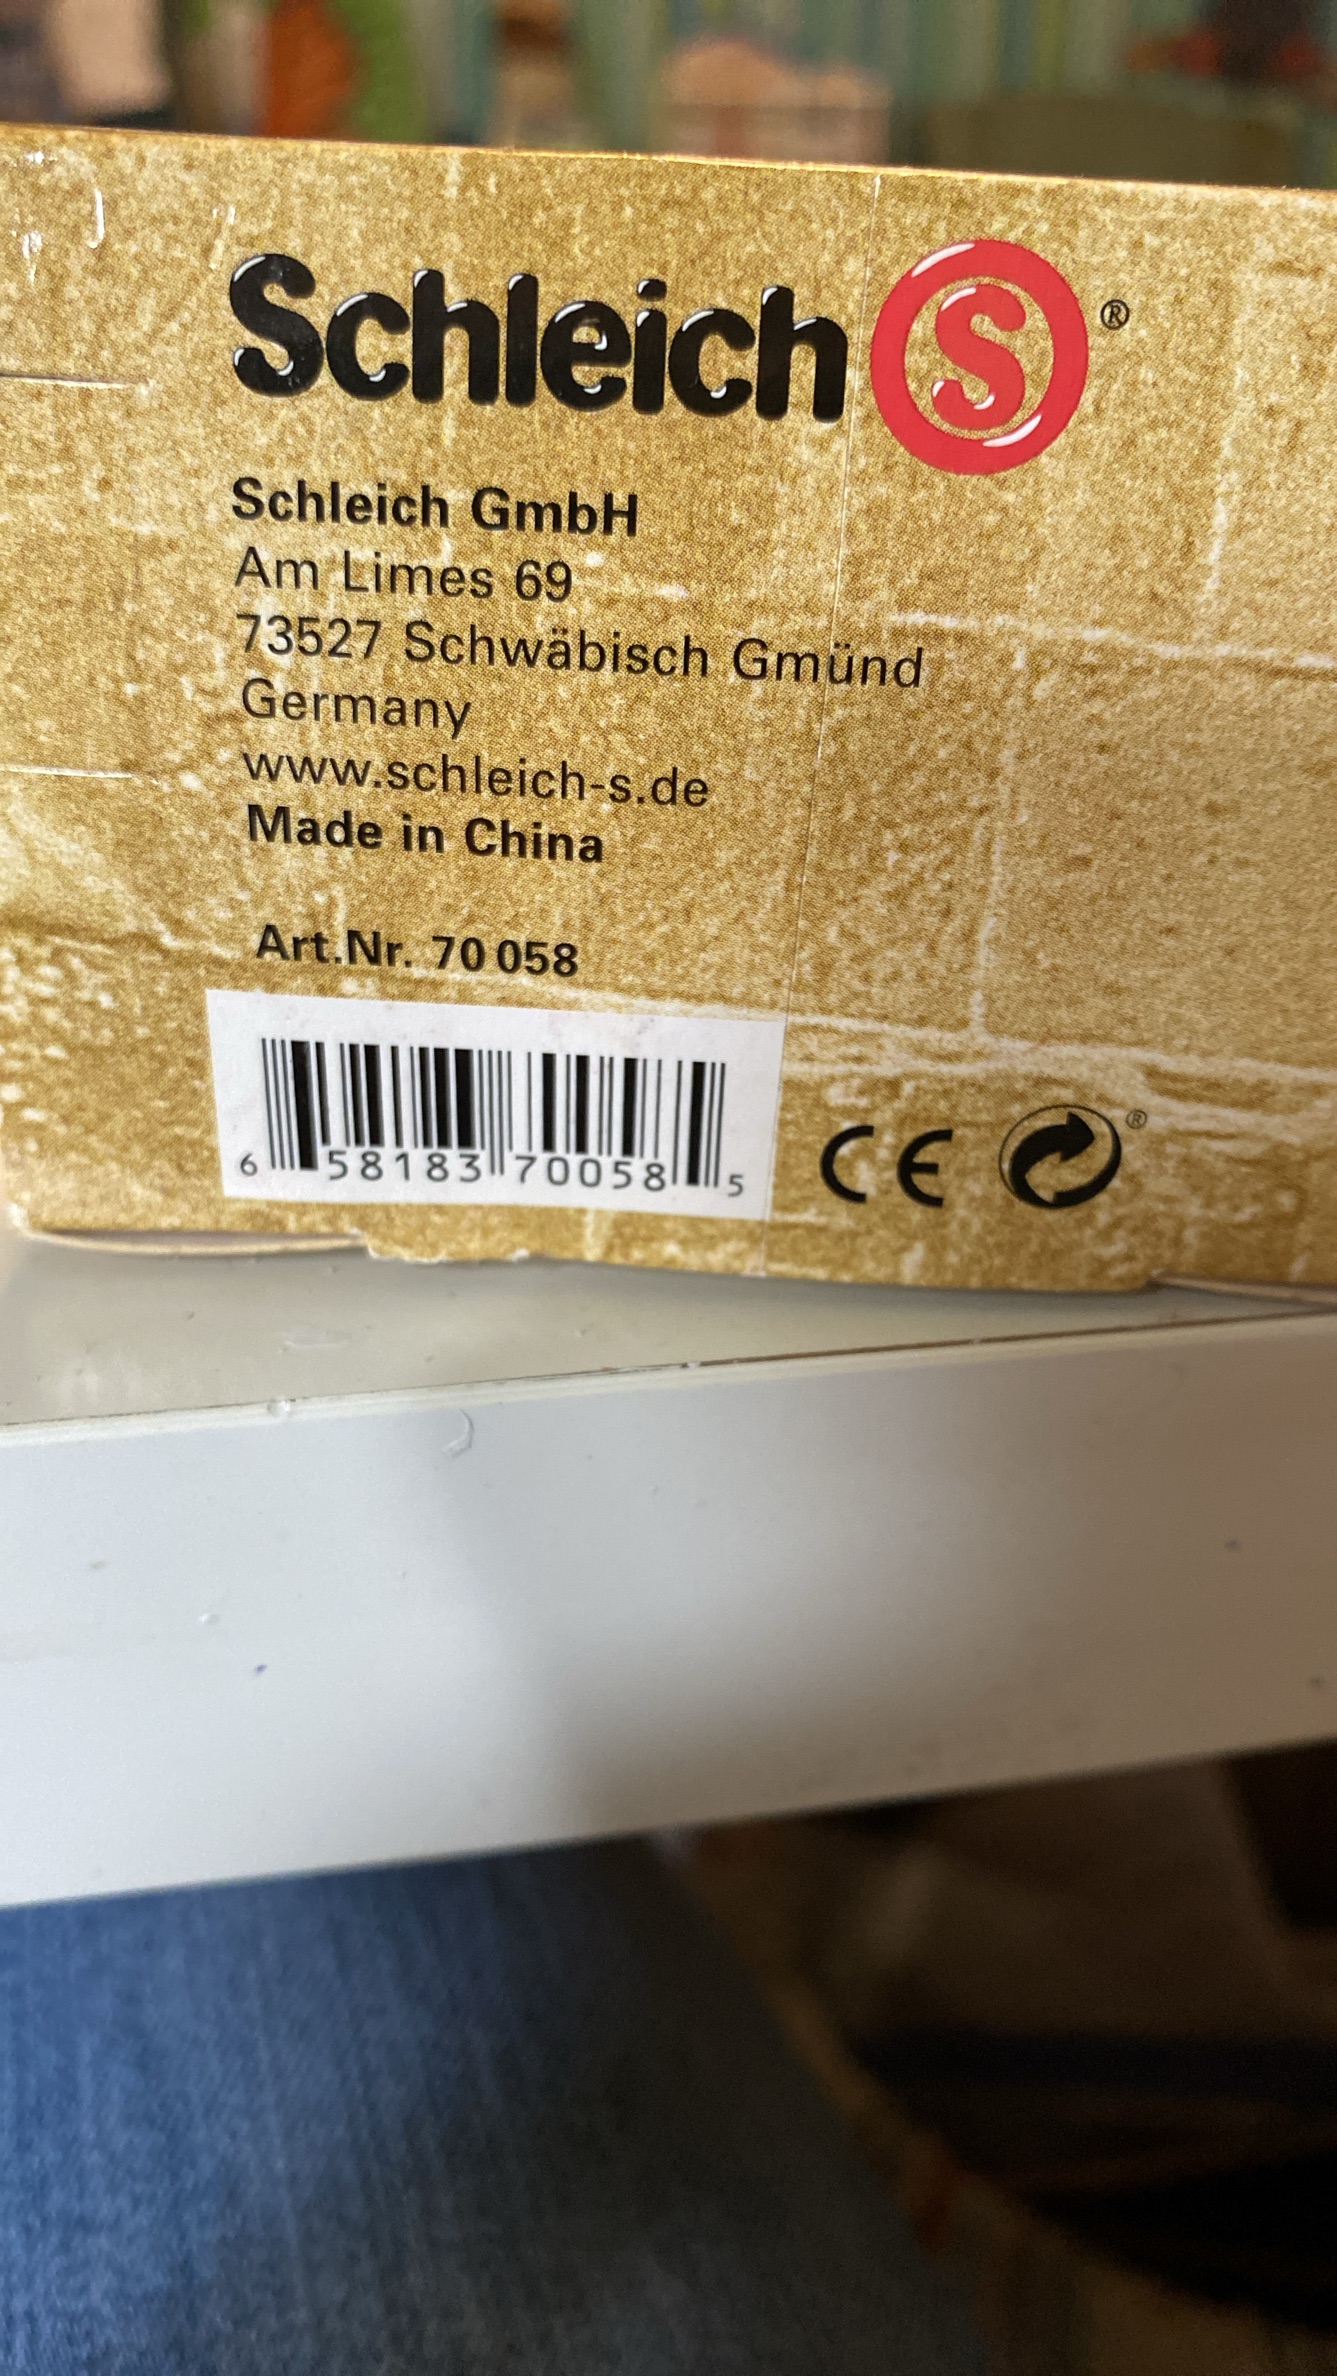 Schleich S ®
Schleich GmbH
Am Limes 69
73527 Schwäbisch Gmünd
Germany
www.schleich-s.de
Made in China
Art.Nr. 70 058
6 58183 70058 5
CE ®